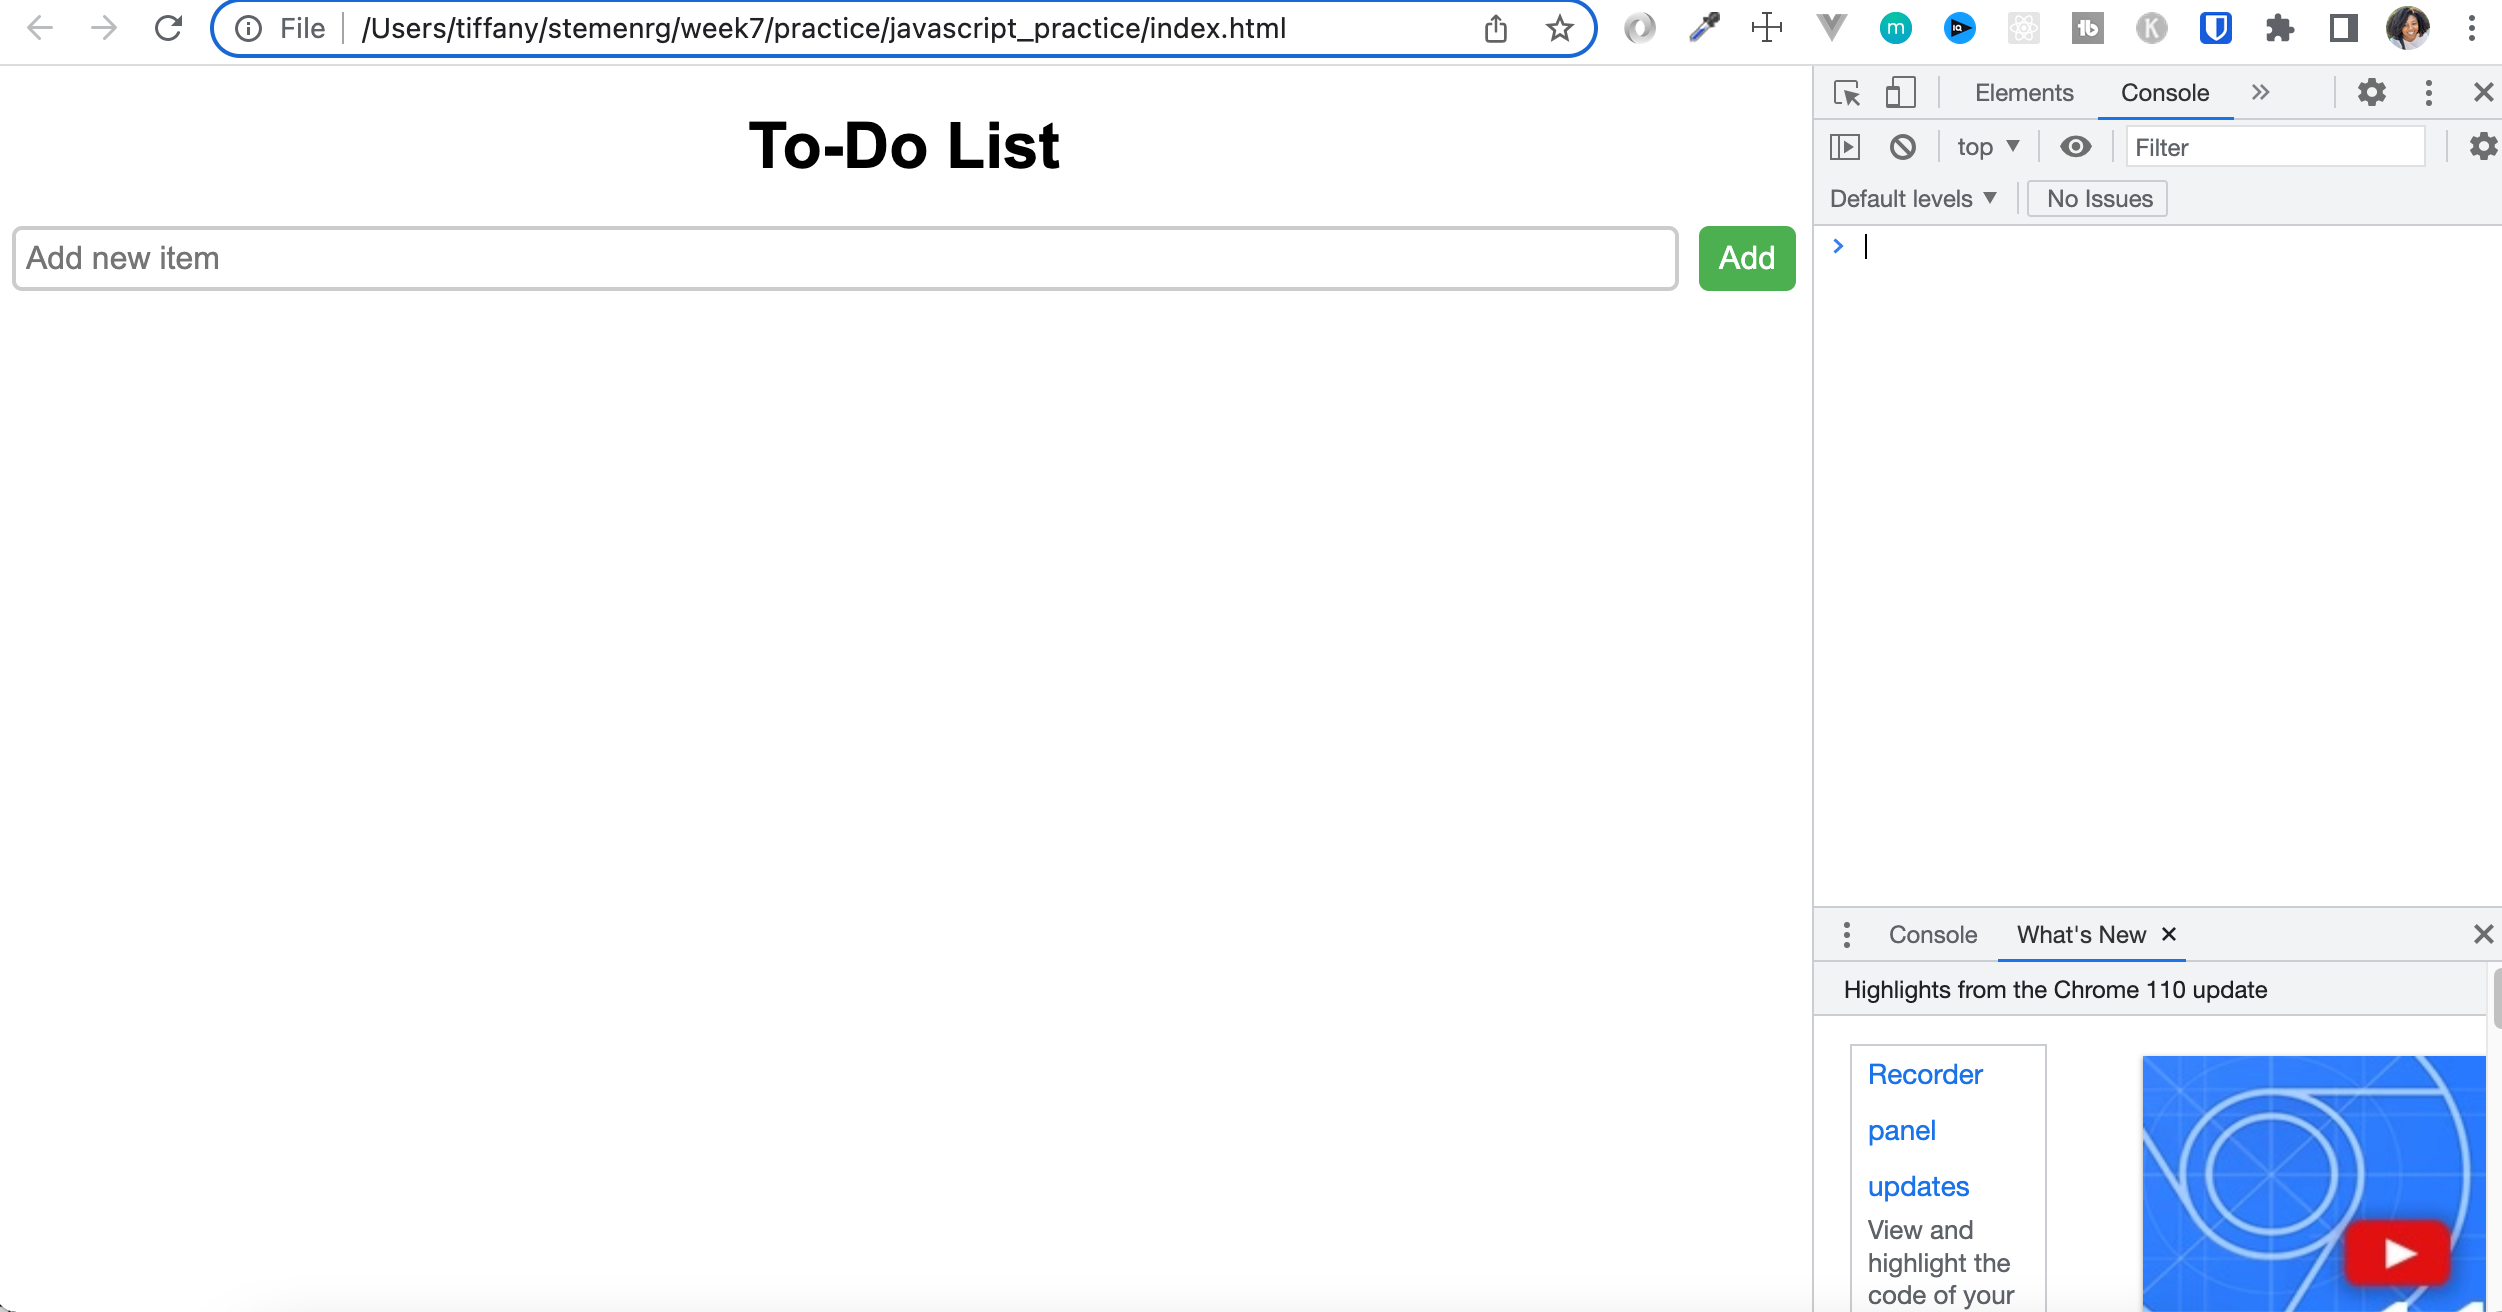 File /Users/tiffany/stemenrg/week7/practice/javascript_practice/index.html
m
IQ
tb
K
To-Do List
Add new item
Add
Elements Console
top
Filter
Default levels
No Issues
Console What's New
Highlights from the Chrome 110 update
Recorder
panel
updates
View and
highlight the
code of your